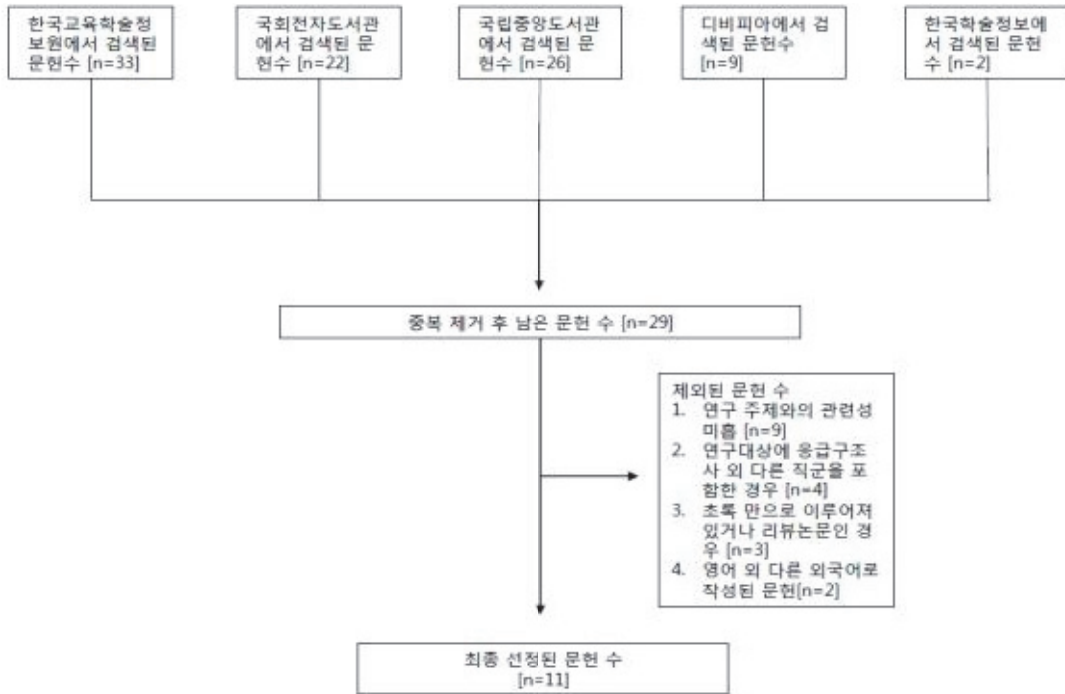 한국교육학술정
보원에서 검색된
문헌수 [n=33]
국회전자도서관
에서 검색된 문
헌수 [n=22]
국립중앙도서관
에서 검색된 문
헌수 [n=26]
디비피아에서 검
색된 문헌수
[n=9]
한국학술정보에
서 검색된 문헌
수 [n=2]
중복 제거 후 남은 문헌 수 [n=29]
제외된 문헌 수
1. 연구 주제와의 관련성
미흡 [n=9]
2. 연구대상에 응급구조
사 외 다른 직군을 포
함한 경우 [n=4]
3. 초록 만으로 이루어져
있거나 리뷰논문인 경
우 [n=3]
4. 영어 외 다른 외국어로
작성된 문헌[n=2]
최종 선정된 문헌 수
[n=11]